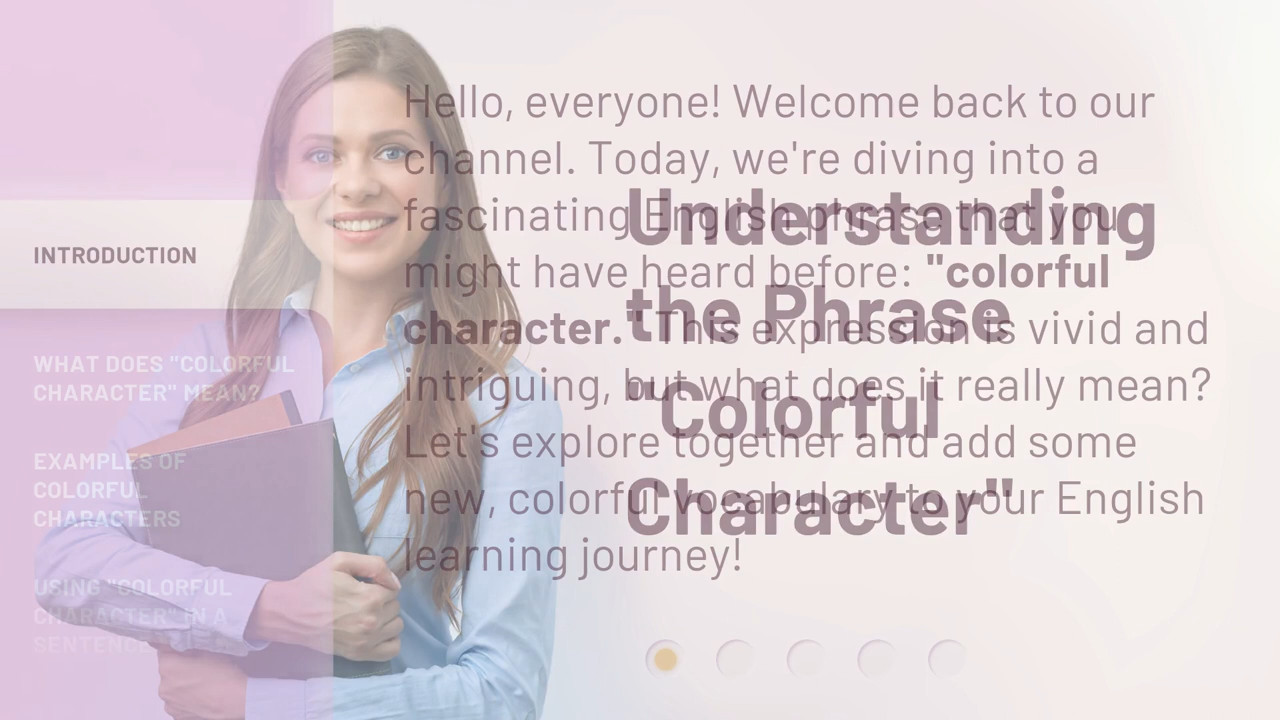 INTRODUCTION
WHAT DOES "COLORFUL
CHARACTER" MEAN?
EXAMPLES OF
COLORFUL
CHARACTERS
USING "COLORFUL
CHARACTER" IN A
SENTENCE
Hello, everyone! Welcome back to our
channel. Today, we're diving into a
fascinating English phrase that you
might have heard before: "colorful
character." This expression is vivid and
intriguing, but what does it really mean?
Let's explore together and add some
new, colorful vocabulary to your English
learning journey!
Understanding
the Phrase
"Colorful
Character"